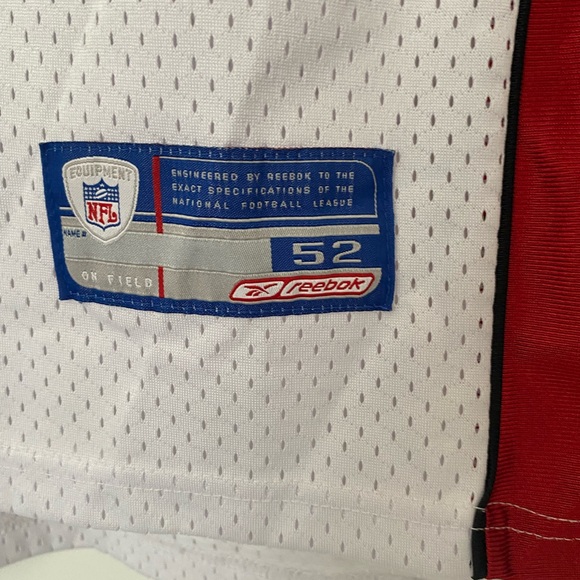 EQUIPMENT
NFL
NAME #
ENGINEERED BY REEBOK TO THE
EXACT SPECIFICATIONS OF THE
NATIONAL FOOTBALL LEAGUE
52
ON FIELD
reebok